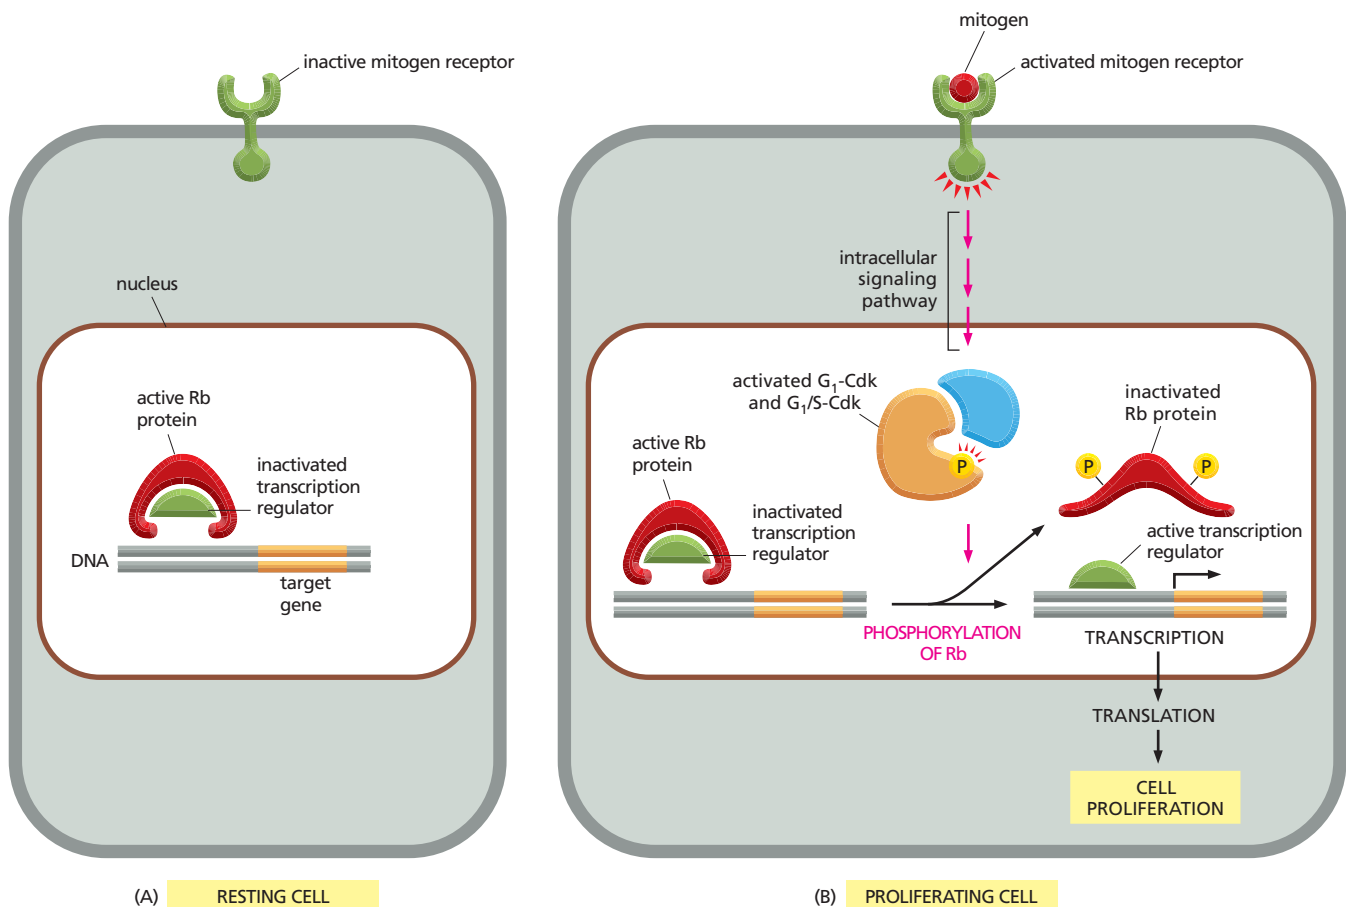 inactive mitogen receptor
nucleus
active Rb
protein
inactivated
transcription
regulator
DNA
target
gene
(A) RESTING CELL
mitogen
activated mitogen receptor
intracellular
signaling
pathway
activated G₁-Cdk
and G₁/S-Cdk
P
active Rb
protein
inactivated
transcription
regulator
inactivated
Rb protein
P P
active transcription
regulator
PHOSPHORYLATION
OF Rb
TRANSCRIPTION
TRANSLATION
CELL
PROLIFERATION
(B) PROLIFERATING CELL